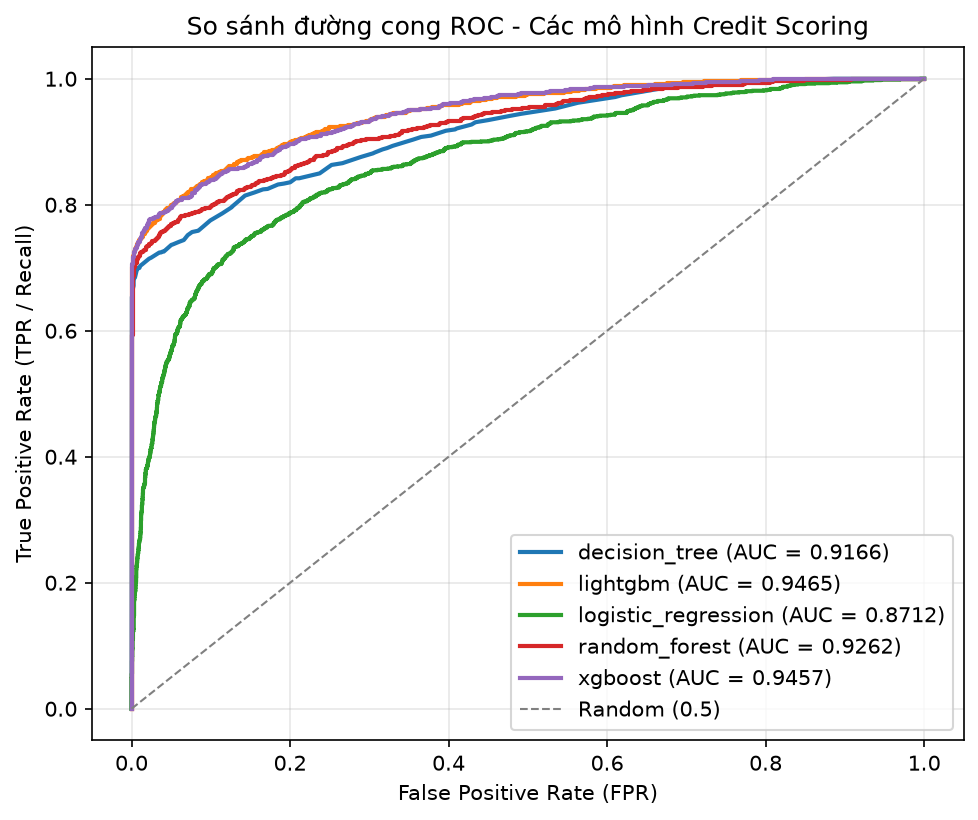 So sánh đường cong ROC - Các mô hình Credit Scoring
True Positive Rate (TPR / Recall)
1.0
0.8
0.6
0.4
0.2
0.0
decision_tree (AUC = 0.9166)
lightgbm (AUC = 0.9465)
logistic_regression (AUC = 0.8712)
random_forest (AUC = 0.9262)
xgboost (AUC = 0.9457)
Random (0.5)
0.0 0.2 0.4 0.6 0.8 1.0
False Positive Rate (FPR)